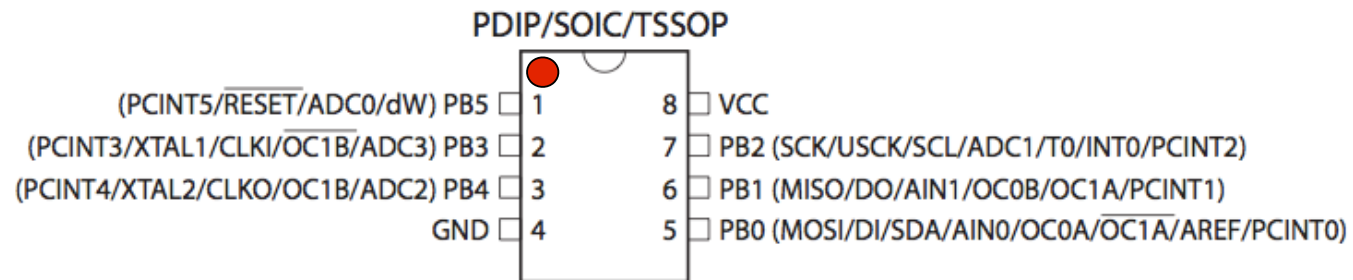 PDIP/SOIC/TSSOP
(PCINT5/RESET/ADC0/dW) PB5 1 8 VCC
(PCINT3/XTAL1/CLKI/OC1B/ADC3) PB3 2 7 PB2 (SCK/USCK/SCL/ADC1/T0/INT0/PCINT2)
(PCINT4/XTAL2/CLKO/OC1B/ADC2) PB4 3 6 PB1 (MISO/DO/AIN1/OC0B/OC1A/PCINT1)
GND 4 5 PB0 (MOSI/DI/SDA/AIN0/OC0A/OC1A/AREF/PCINT0)